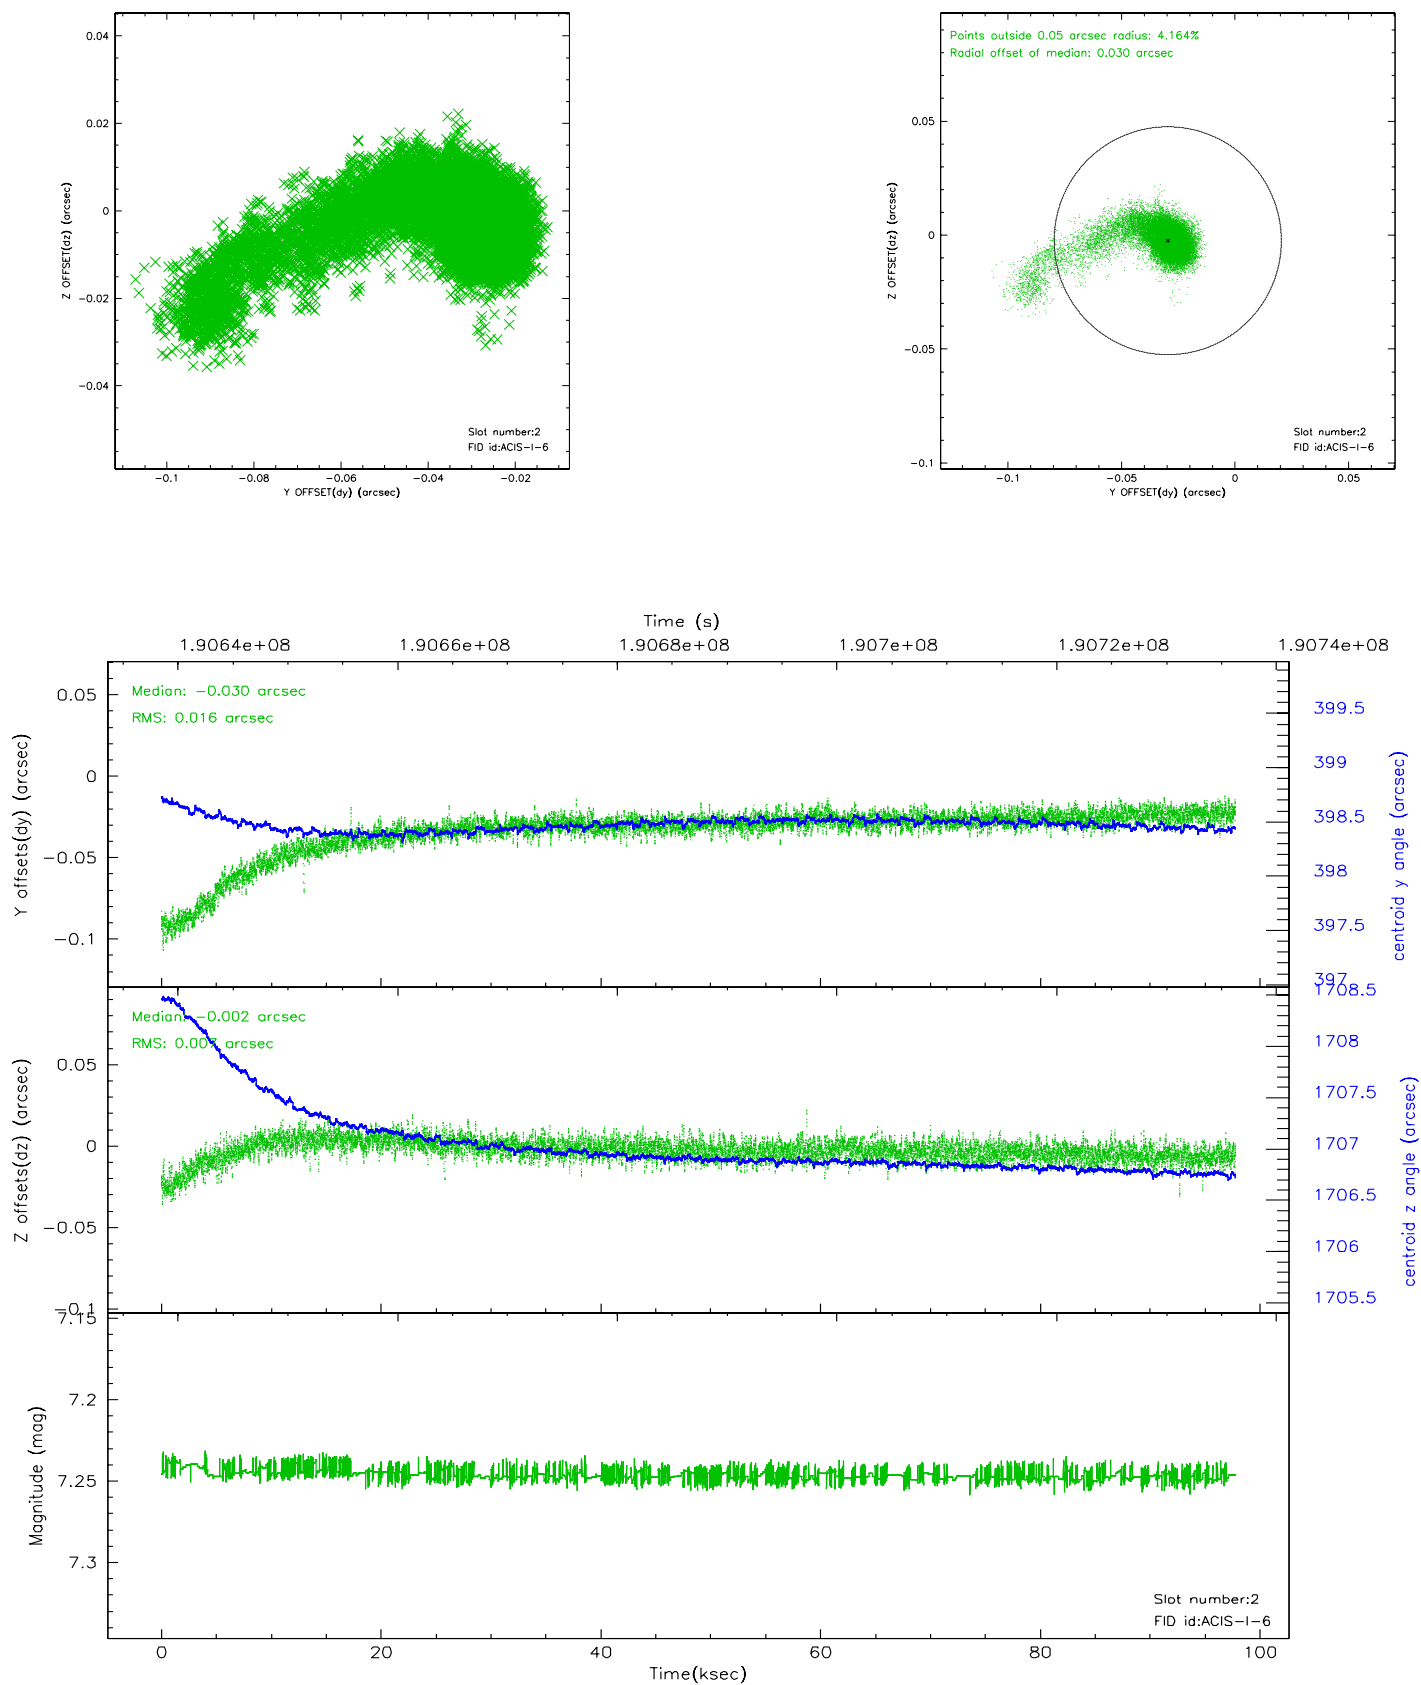 0.04
0.02
0
-0.02
-0.04
Z OFFSET(dz) (arcsec)
-0.1
-0.08
-0.06
-0.04
-0.02
Y OFFSET(dy) (arcsec)
Slot number:2
FID id:ACIS-I-6
Points outside 0.05 arcsec radius: 4.164%
Radial offset of median: 0.030 arcsec
0.05
0
-0.05
-0.1
Z OFFSET(dz) (arcsec)
-0.1
-0.05
0
0.05
Y OFFSET(dy) (arcsec)
Slot number:2
FID id:ACIS-I-6
Time (s)
1.9064e+08
1.9066e+08
1.9068e+08
1.907e+08
1.9072e+08
1.9074e+08
Median: -0.030 arcsec
RMS: 0.016 arcsec
0.05
0
-0.05
-0.1
Y offsets(dy) (arcsec)
399.5
399
398.5
398
397.5
397
centroid y angle (arcsec)
Median: -0.002 arcsec
RMS: 0.007 arcsec
0.05
0
-0.05
-0.1
Z offsets(dz) (arcsec)
1708.5
1708
1707.5
1707
1706.5
1706
1705.5
centroid z angle (arcsec)
7.15
7.2
7.25
7.3
Magnitude (mag)
Slot number:2
FID id:ACIS-I-6
0
20
40
60
80
100
Time(ksec)